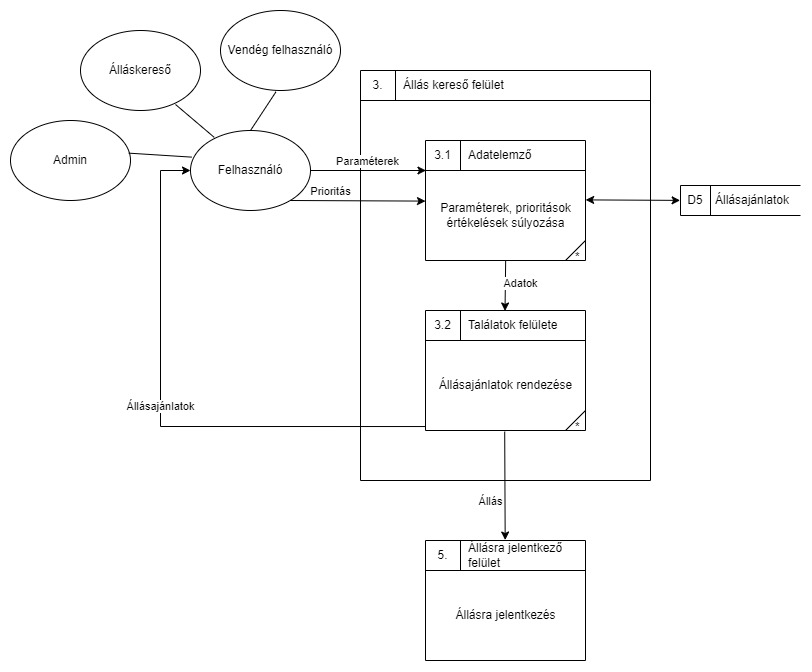 Vendég felhasználó
Álláskereső
Admin
Felhasználó
3.
Állás kereső felület
Paraméterek
Prioritás
3.1
Adatelemző
Paraméterek, prioritások
értékelések súlyozása
*
D5
Állásajánlatok
Adatok
3.2
Találatok felülete
Állásajánlatok rendezése
*
Állásajánlatok
Állás
5.
Állásra jelentkező
felület
Állásra jelentkezés